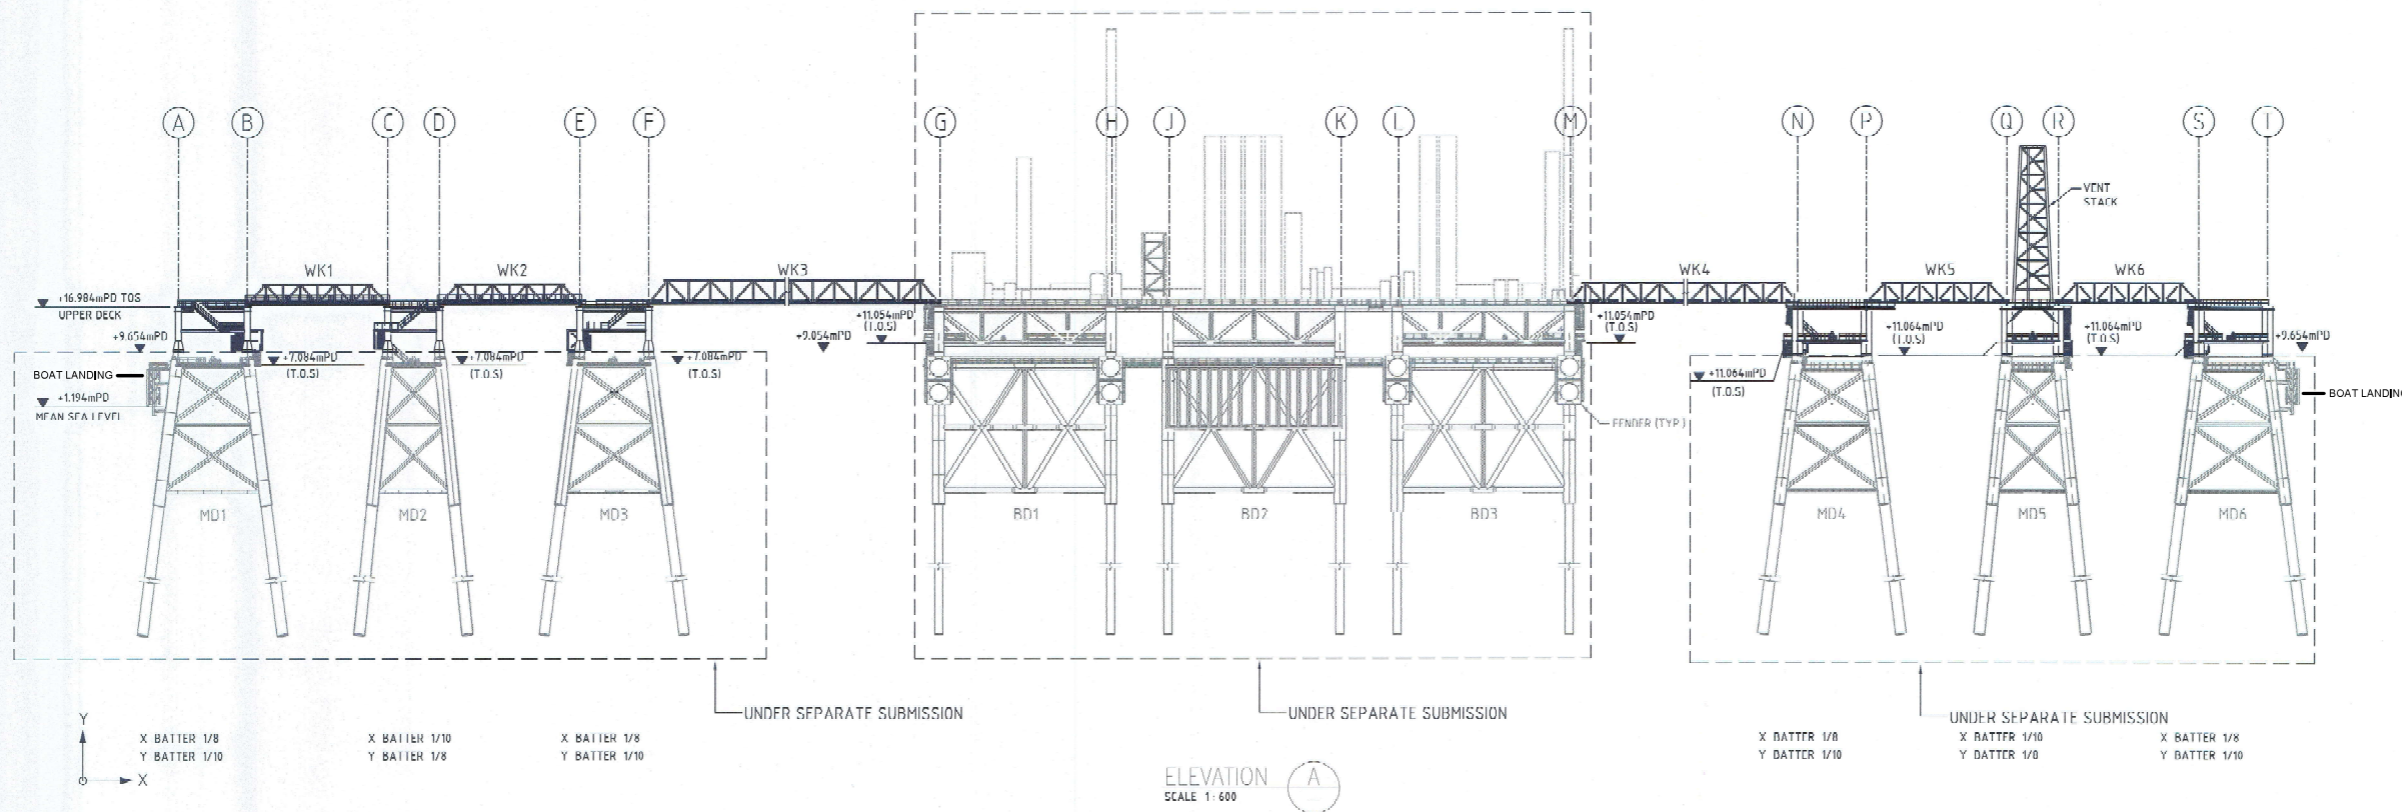 A B C D E F G H J K L M N P Q R S T
VENT
STACK
WK1 WK2 WK3 WK4 WK5 WK6
+16.984mPD TOS
UPPER DECK
+9.654mPD
+7.084mPD
(T.O.S)
+7.084mPD
(T.O.S)
+7.084mPD
(T.O.S)
+9.054mPD
+11.054mPD
(T.O.S)
+11.054mPD
(T.O.S)
+11.064mPD
(T.O.S)
+11.064mPD
(T.O.S)
+11.064mPD
(T.O.S)
+9.654mPD
BOAT LANDING
+1.194mPD
MEAN SEA LEVEL
BOAT LANDING
FENDER (TYP.)
MD1 MD2 MD3 BD1 BD2 BD3 MD4 MD5 MD6
UNDER SEPARATE SUBMISSION
UNDER SEPARATE SUBMISSION
UNDER SEPARATE SUBMISSION
Y
X
X BATTER 1/8
Y BATTER 1/10
X BATTER 1/10
Y BATTER 1/8
X BATTER 1/8
Y BATTER 1/10
X BATTER 1/8
Y BATTER 1/10
X BATTER 1/10
Y BATTER 1/8
X BATTER 1/8
Y BATTER 1/10
ELEVATION A
SCALE 1:600